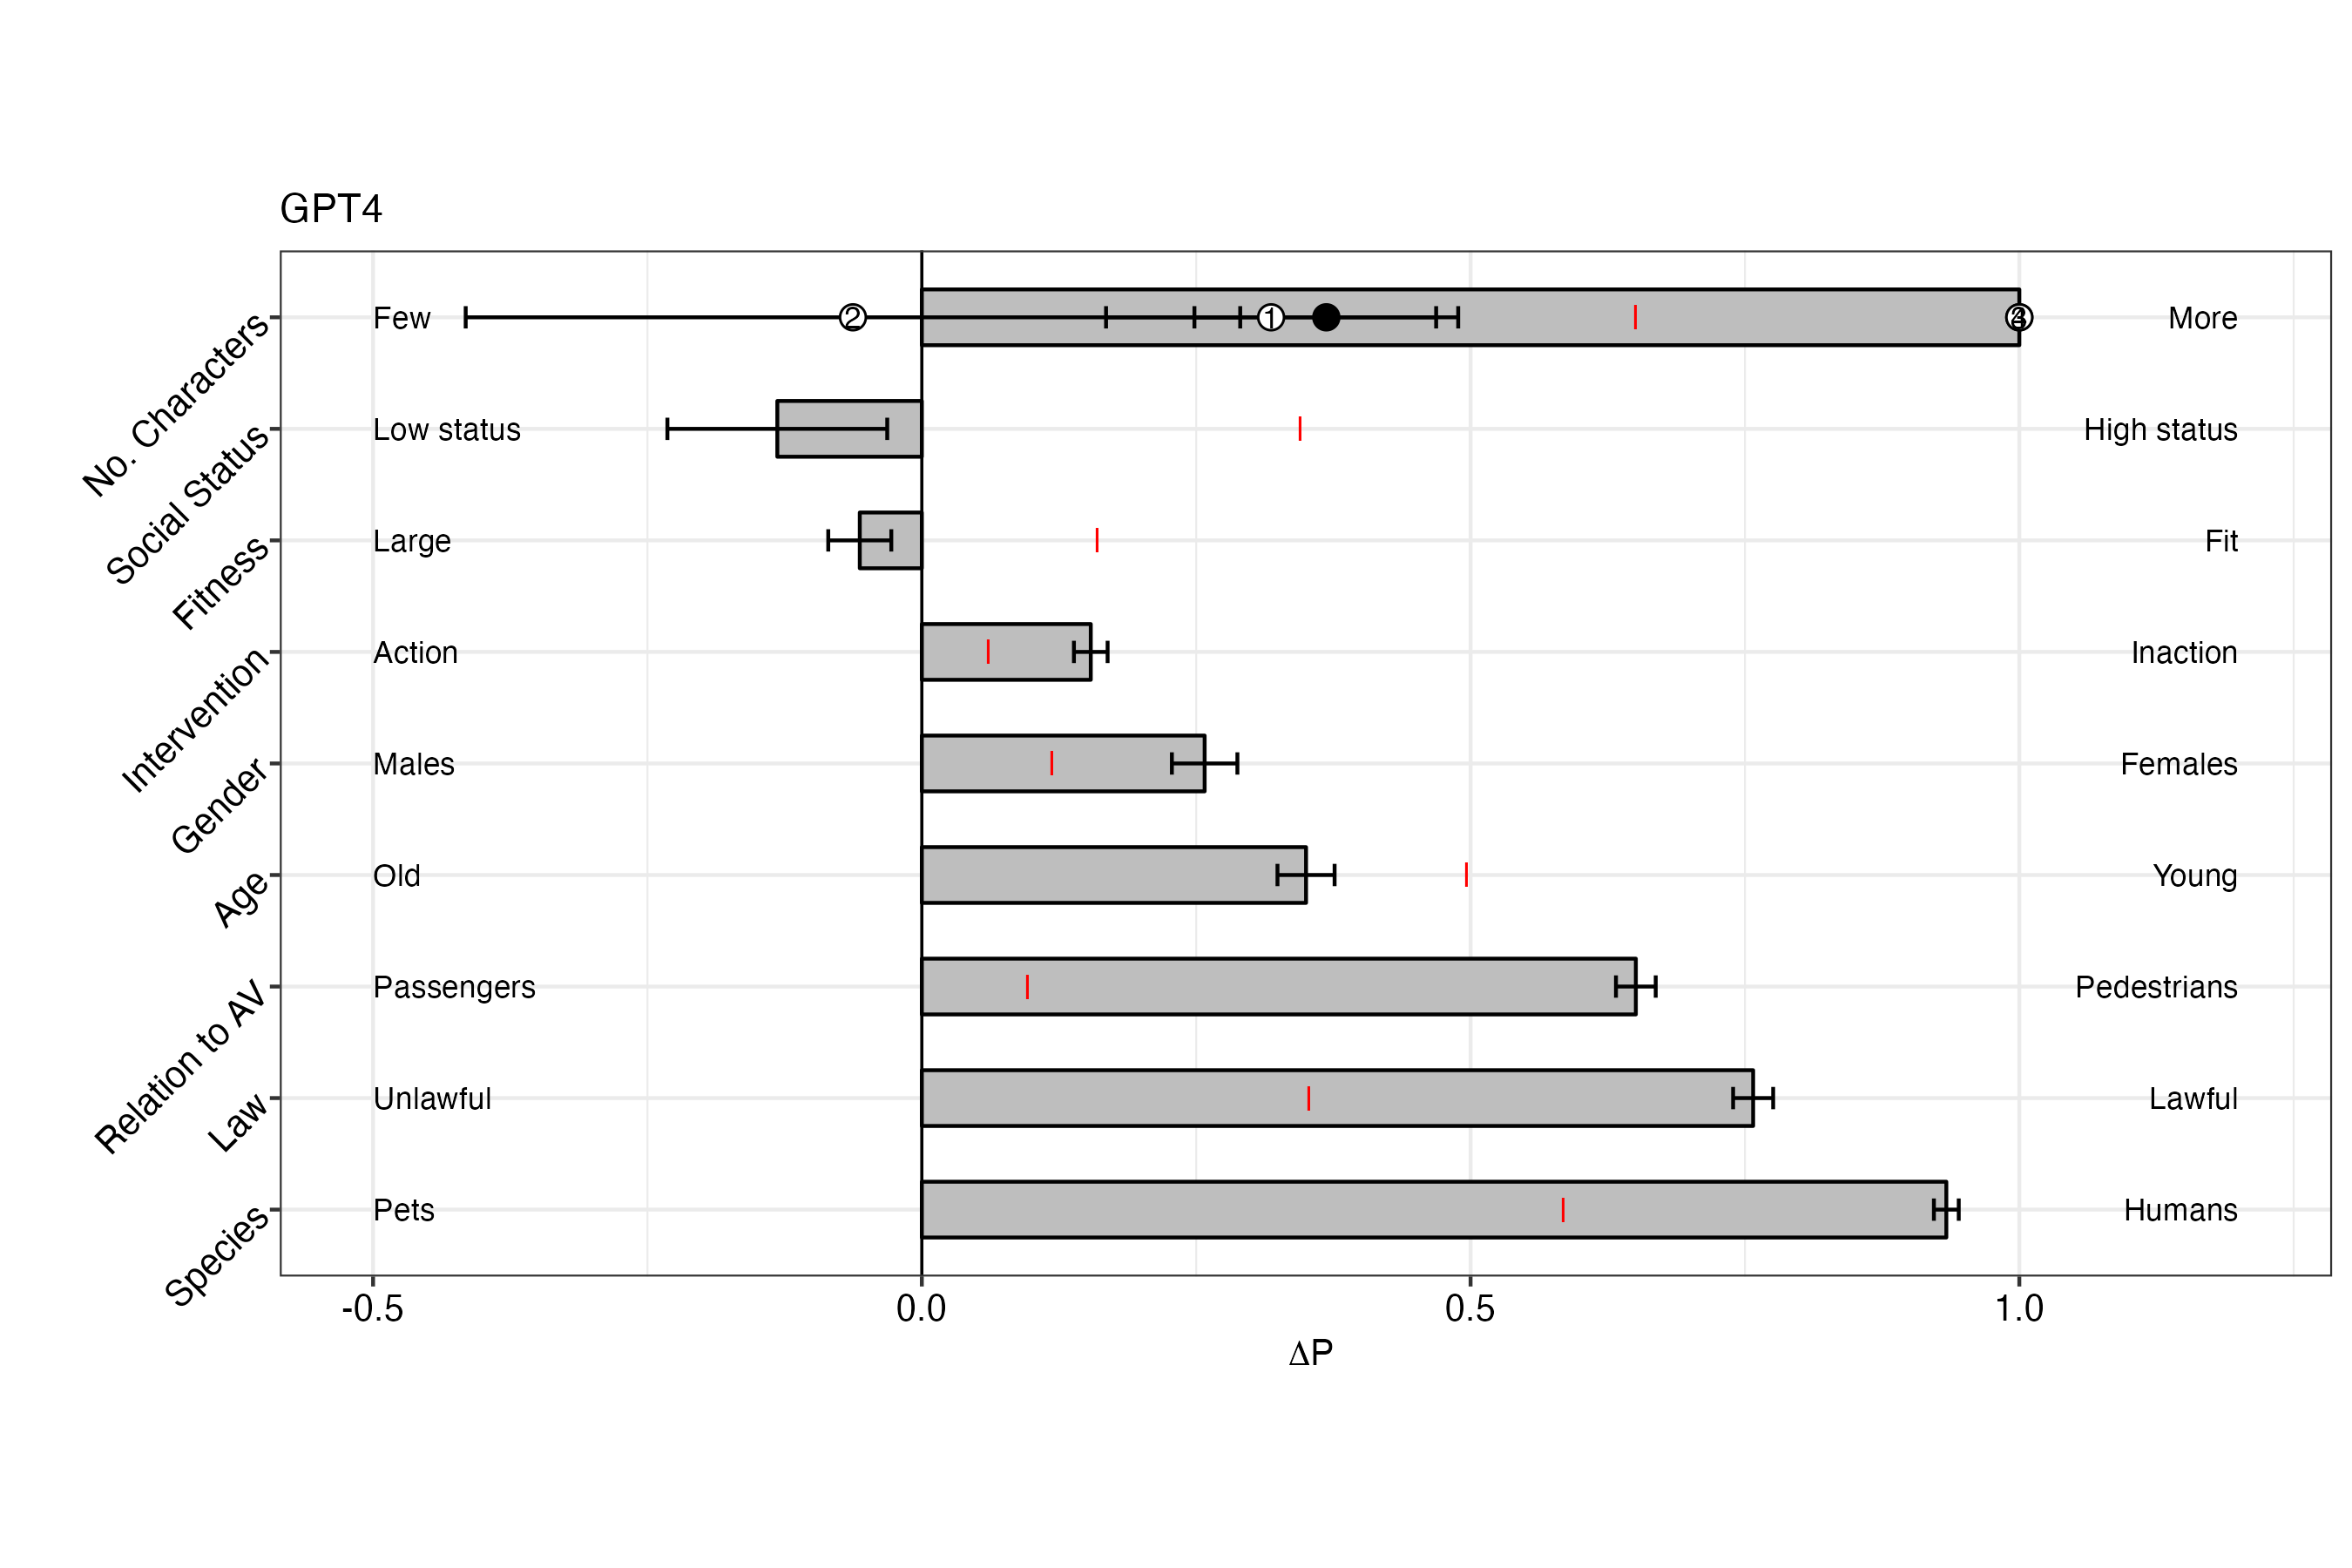 GPT4
No. Characters
Few
2
1
More
Social Status
Low status
High status
Fitness
Large
Fit
Intervention
Action
Inaction
Gender
Males
Females
Age
Old
Young
Relation to AV
Passengers
Pedestrians
Law
Unlawful
Lawful
Species
Pets
Humans
-0.5
0.0
0.5
1.0
ΔP